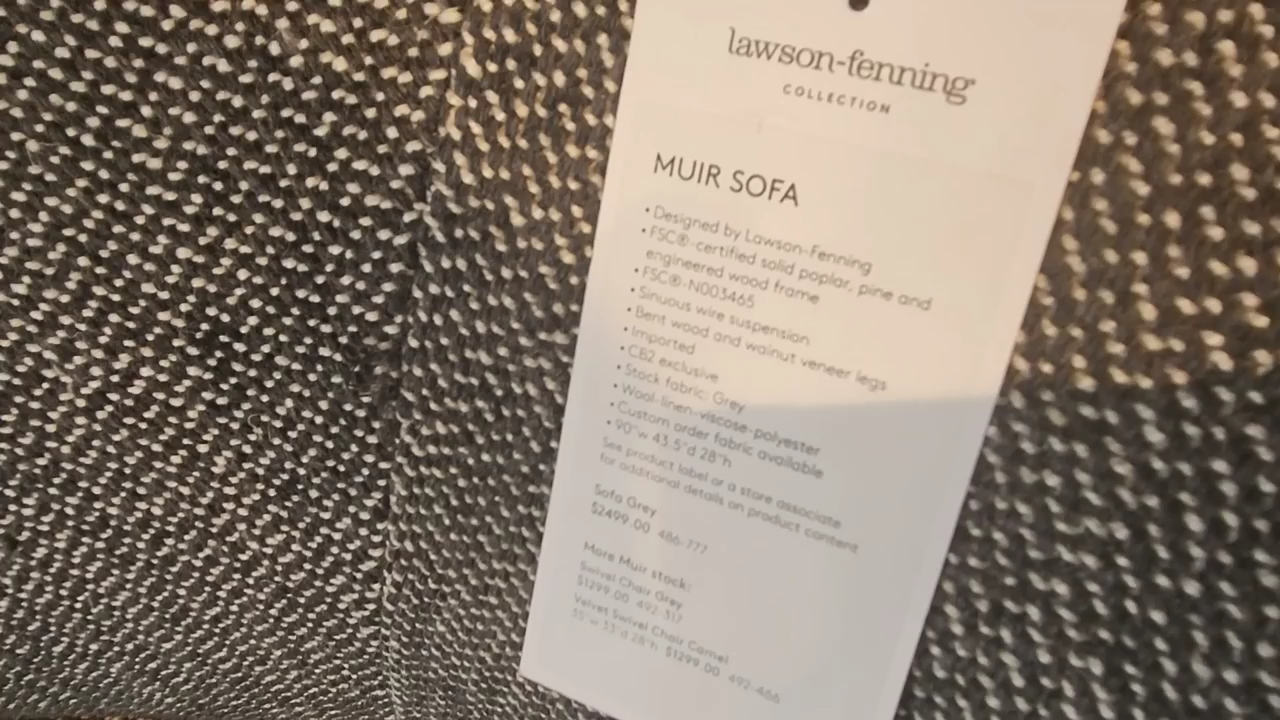 lawson-fenning
COLLECTION
MUIR SOFA
• Designed by Lawson-Fenning
• FSC®-certified solid poplar, pine and
engineered wood frame
• FSC®-N003465
• Sinuous wire suspension
• Bent wood and walnut veneer legs
• Imported
• CB2 exclusive
• Stock fabric: Grey
• Wool-linen-viscose-polyester
• Custom order fabric available
• 90"w 43.5"d 28"h
See product label or a store associate
for additional details on product content
Sofa Grey
$2499.00 486-777
More Muir stock:
Swivel Chair Grey
$1299.00 492-317
Velvet Swivel Chair Camel
35"w 33"d 28"h $1299.00 492-466